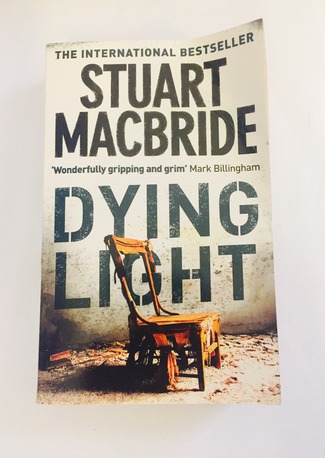 THE INTERNATIONAL BESTSELLER
STUART
MACBRIDE
'Wonderfully gripping and grim' Mark Billingham
DYING
LIGHT